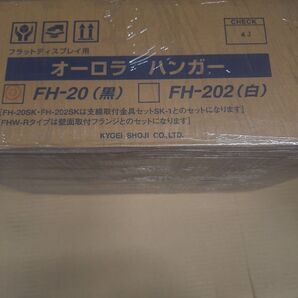 CHECK
フラットディスプレイ用
オーロラ ハンガー
FH-20(黒) FH-202(白)
[FH-20SK・FH-202SKは支線取付金具セットSK-1とのセットになります]
FHW-Rタイプは壁面取付フランジとのセットになります]
KYOEI SHOJI CO.,LTD.